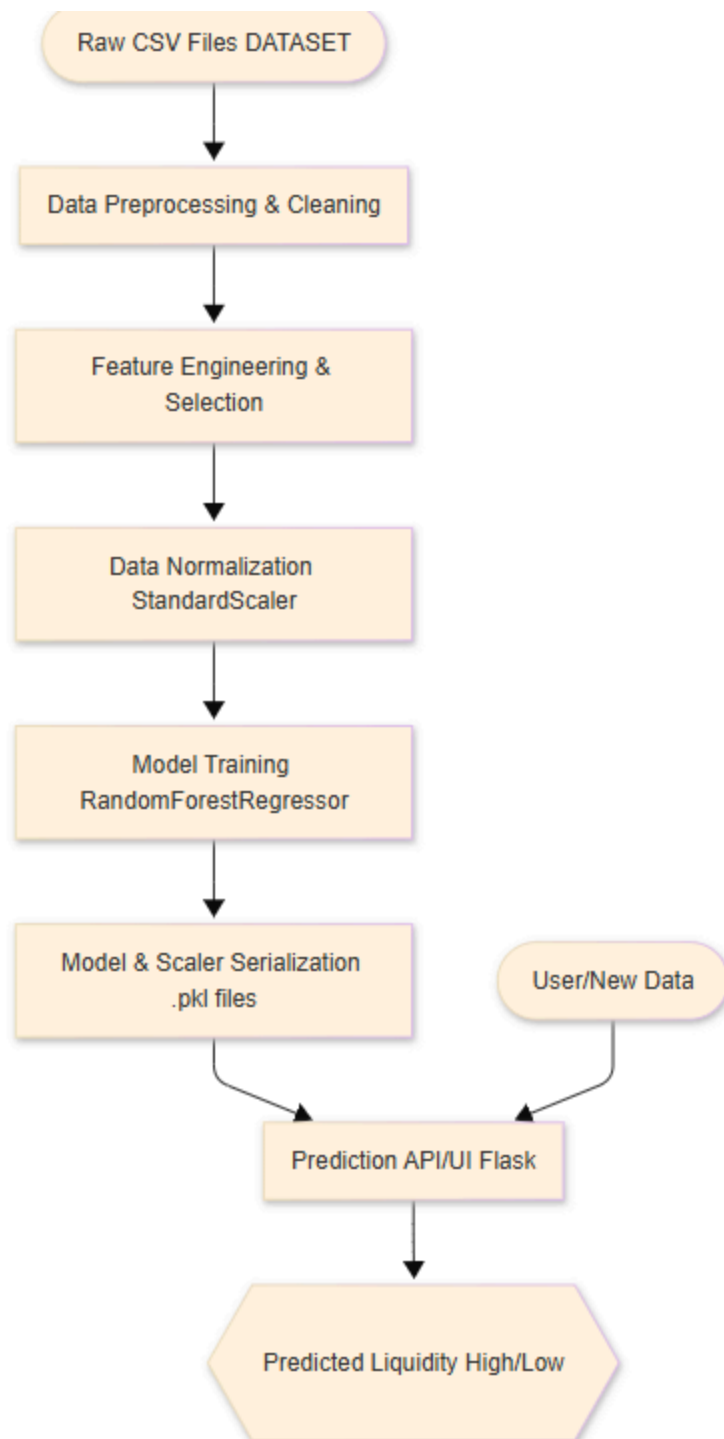 Raw CSV Files DATASET
Data Preprocessing & Cleaning
Feature Engineering &
Selection
Data Normalization
StandardScaler
Model Training
RandomForestRegressor
Model & Scaler Serialization
.pkl files
User/New Data
Prediction API/UI Flask
Predicted Liquidity High/Low